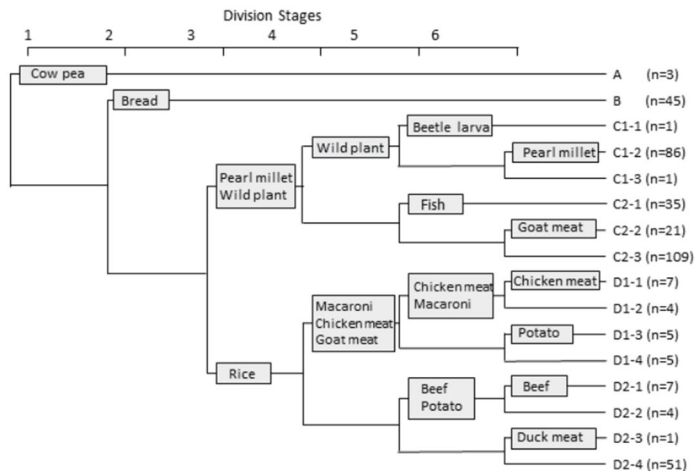 Division Stages
1 2 3 4 5 6
Cow pea A (n=3)
Bread B (n=45)
Beetle larva C1-1 (n=1)
Wild plant Pearl millet C1-2 (n=86)
Pearl millet C1-3 (n=1)
Wild plant
Fish C2-1 (n=35)
Goat meat C2-2 (n=21)
C2-3 (n=109)
Chicken meat Chicken meat D1-1 (n=7)
Macaroni D1-2 (n=4)
Macaroni
Chicken meat
Goat meat
Potato D1-3 (n=5)
D1-4 (n=5)
Rice
Beef Beef D2-1 (n=7)
Potato D2-2 (n=4)
Duck meat D2-3 (n=1)
D2-4 (n=51)